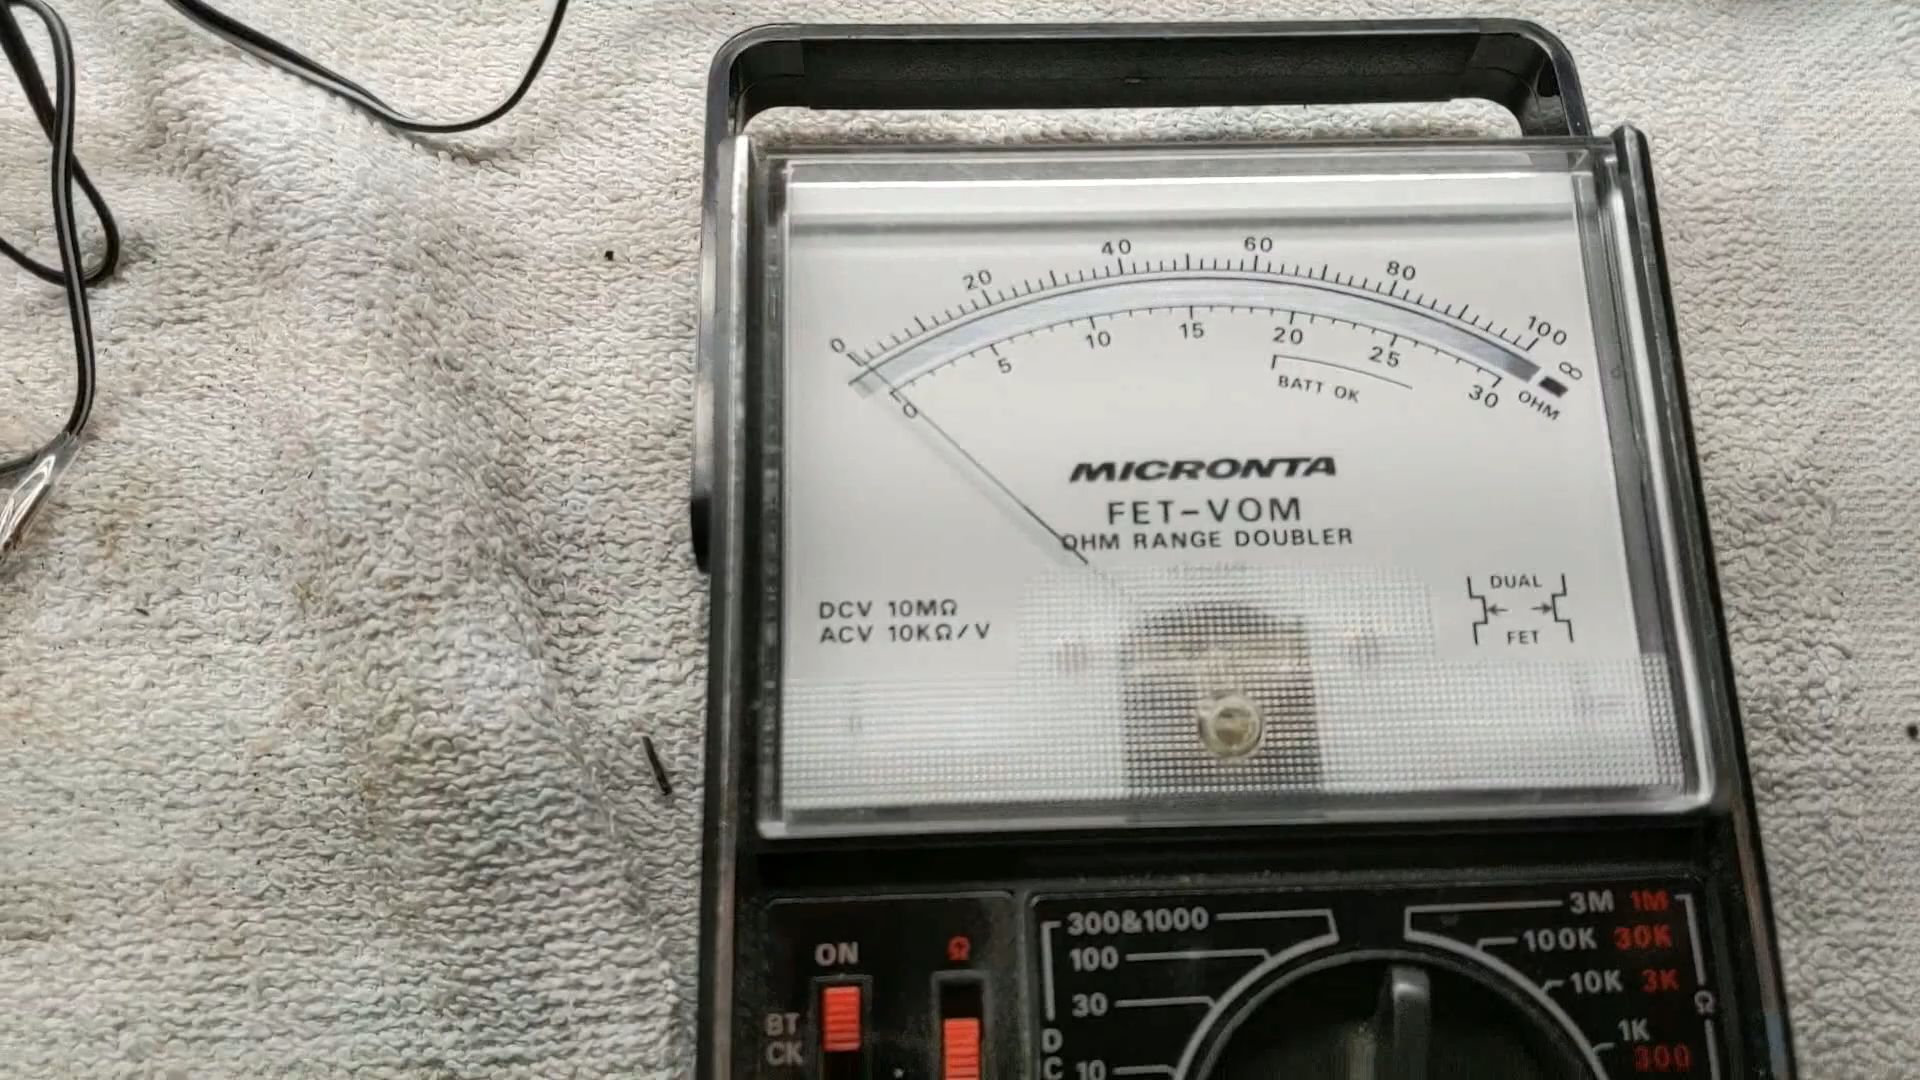 0 20 40 60 80 100
∞
0 5 10 15 20 25 30
OHM
BATT OK
MICRONTA
FET-VOM
OHM RANGE DOUBLER
DCV 10MΩ
ACV 10KΩ/V
DUAL
FET
ON
BT
CK
Ω
300&1000
100
30
10
DC
3M 1M
100K 30K
10K 3K
1K
300
Ω